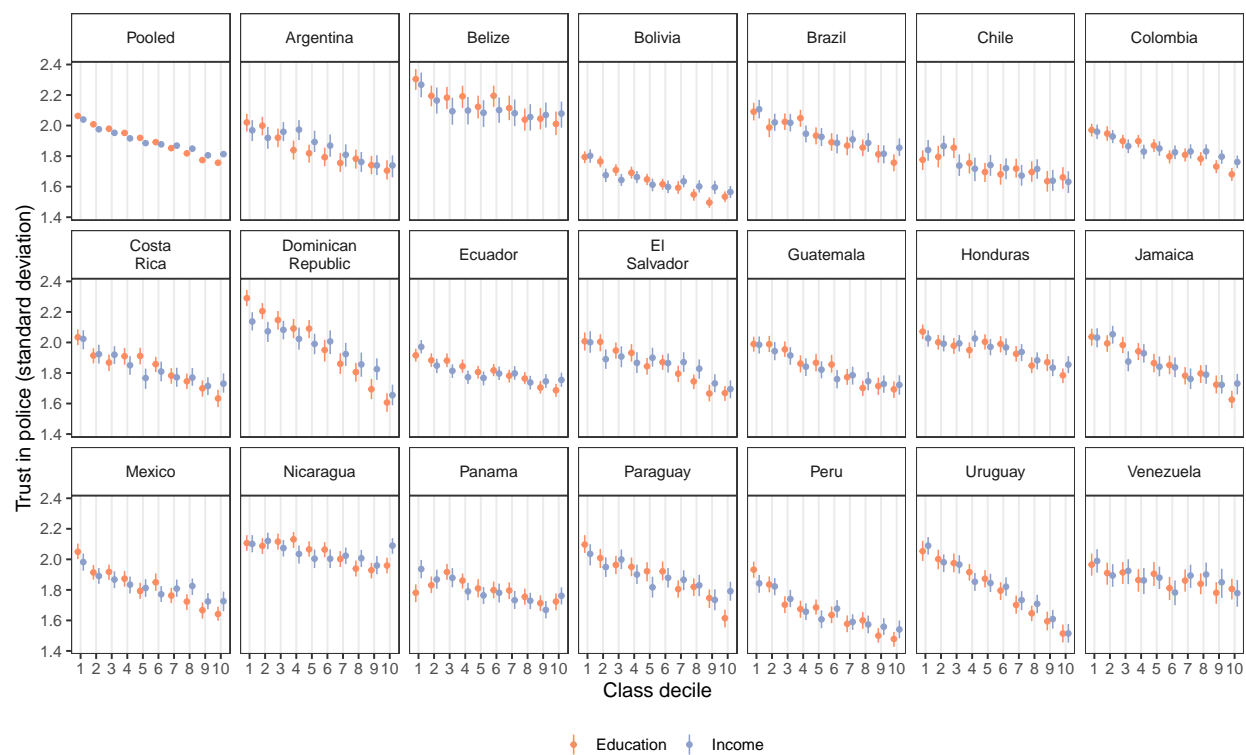 Pooled Argentina Belize Bolivia Brazil Chile Colombia
2.4
2.2
2.0
1.8
1.6
1.4
Costa
Rica
Dominican
Republic
Ecuador
El
Salvador
Guatemala Honduras Jamaica
2.4
2.2
2.0
1.8
1.6
1.4
Mexico Nicaragua Panama Paraguay Peru Uruguay Venezuela
2.4
2.2
2.0
1.8
1.6
1.4
1 2 3 4 5 6 7 8 9 10 1 2 3 4 5 6 7 8 9 10 1 2 3 4 5 6 7 8 9 10 1 2 3 4 5 6 7 8 9 10 1 2 3 4 5 6 7 8 9 10 1 2 3 4 5 6 7 8 9 10 1 2 3 4 5 6 7 8 9 10
Trust in police (standard deviation)
Class decile
Education Income